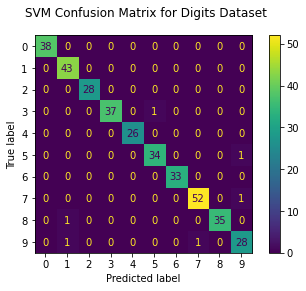 SVM Confusion Matrix for Digits Dataset
0 38 0 0 0 0 0 0 0 0 0
1 0 43 0 0 0 0 0 0 0 0
2 0 0 28 0 0 0 0 0 0 0
3 0 0 0 37 0 1 0 0 0 0
4 0 0 0 0 26 0 0 0 0 0
5 0 0 0 0 0 34 0 0 0 1
6 0 0 0 0 0 0 33 0 0 0
7 0 0 0 0 0 0 0 52 0 1
8 0 1 0 0 0 0 0 0 35 0
9 0 1 0 0 0 0 0 1 0 28
0 1 2 3 4 5 6 7 8 9
Predicted label
True label
50
40
30
20
10
0